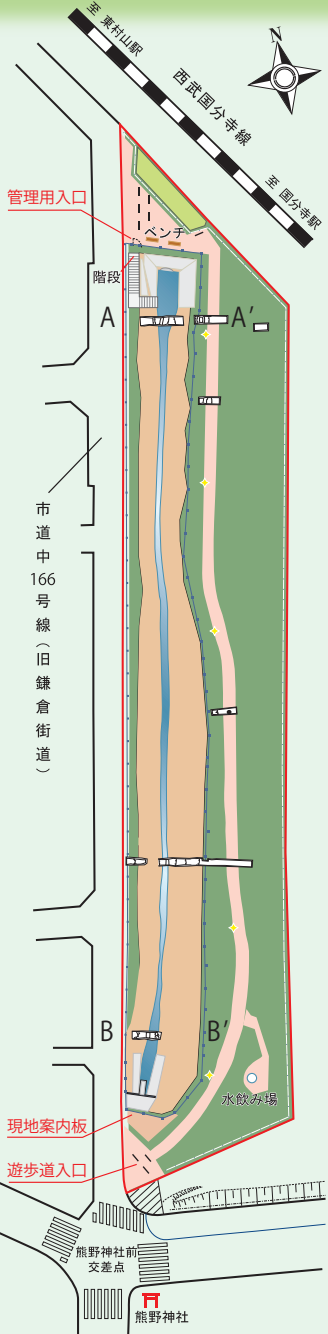 至 東村山駅
N
西武国分寺線
至 国分寺駅
管理用入口
ベンチ
階段
A
A′
市道中166号線（旧鎌倉街道）
B
B′
水飲み場
現地案内板
遊歩道入口
熊野神社前
交差点
熊野神社